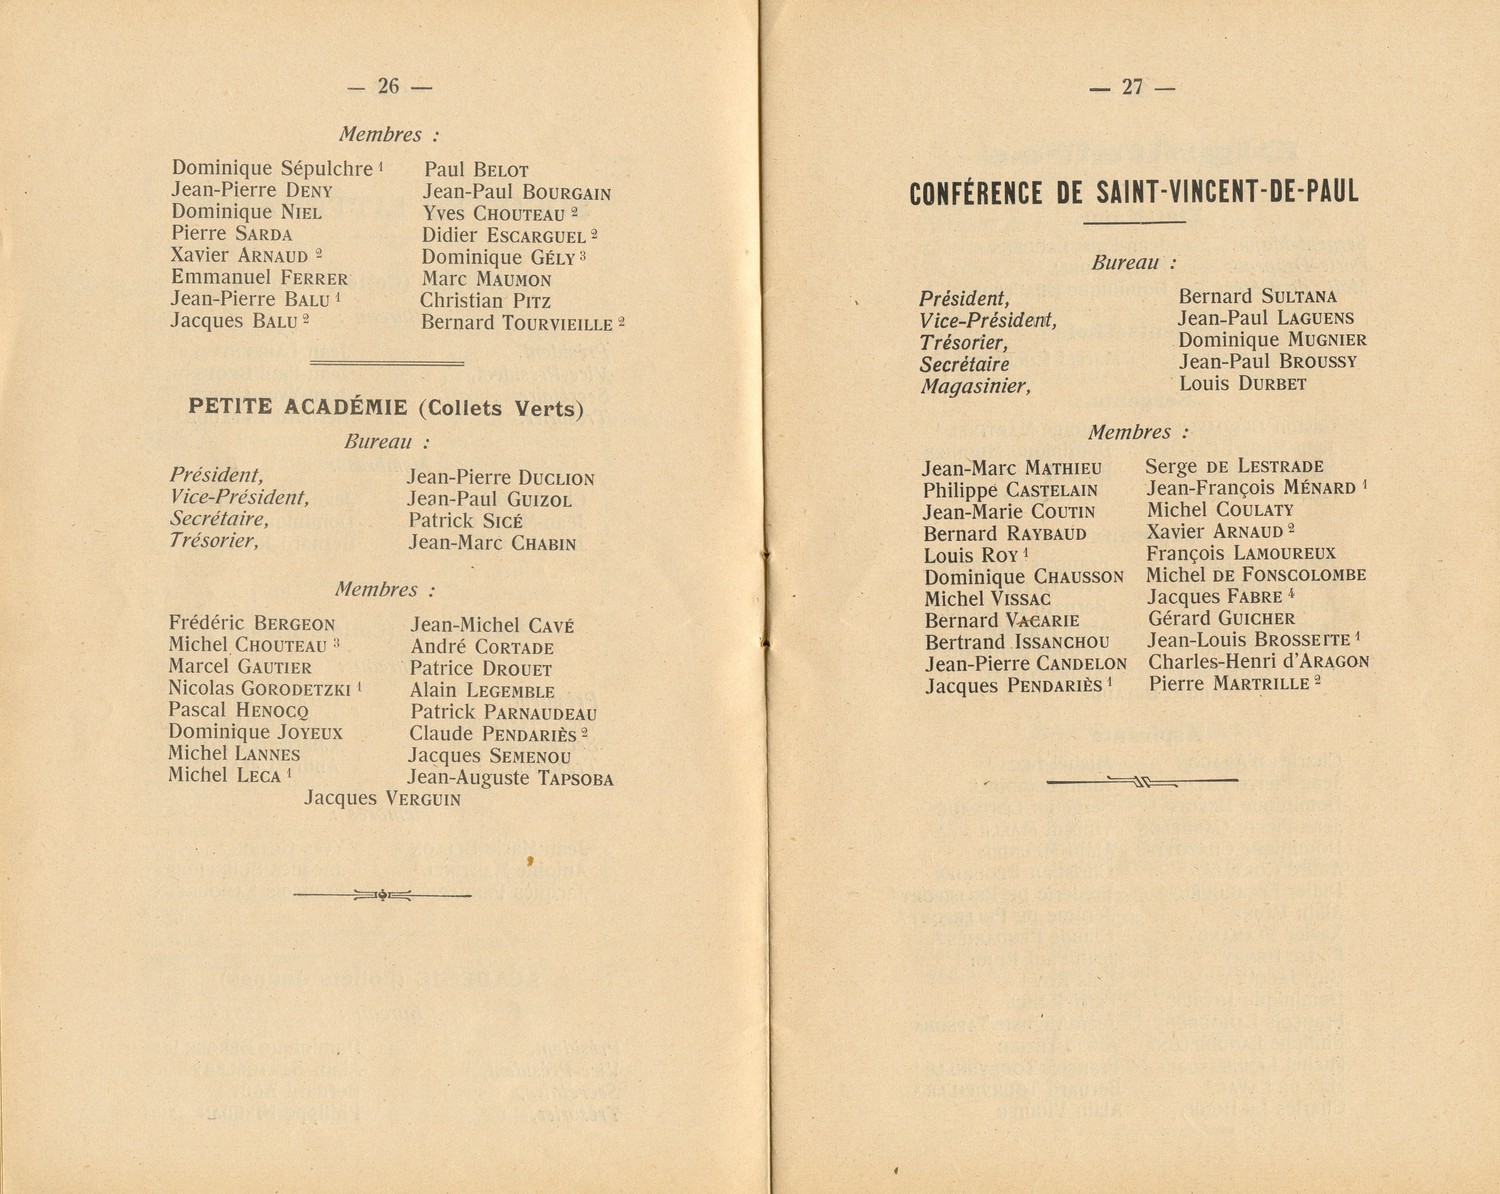 — 26 —
Membres :
Dominique Sépulchre 1 Paul BELOT
Jean-Pierre DENY Jean-Paul BOURGAIN
Dominique NIEL Yves CHOUTEAU 2
Pierre SARDA Didier ESCARGUEL 2
Xavier ARNAUD 2 Dominique GÉLY 3
Emmanuel FERRER Marc MAUMON
Jean-Pierre BALU 1 Christian PITZ
Jacques BALU 2 Bernard TOURVIEILLE 2
PETITE ACADÉMIE (Collets Verts)
Bureau :
Président, Jean-Pierre DUCLION
Vice-Président, Jean-Paul GUIZOL
Secrétaire, Patrick SICÉ
Trésorier, Jean-Marc CHABIN
Membres :
Frédéric BERGEON Jean-Michel CAVÉ
Michel CHOUTEAU 3 André CORTADE
Marcel GAUTIER Patrice DROUET
Nicolas GORODETZKI 1 Alain LEGEMBLE
Pascal HENOCQ Patrick PARNAUDEAU
Dominique JOYEUX Claude PENDARIÈS 2
Michel LANNES Jacques SEMENOU
Michel LECA 1 Jean-Auguste TAPSOBA
Jacques VERGUIN
— 27 —
CONFÉRENCE DE SAINT-VINCENT-DE-PAUL
Bureau :
Président, Bernard SULTANA
Vice-Président, Jean-Paul LAGUENS
Trésorier, Dominique MUGNIER
Secrétaire Jean-Paul BROUSSY
Magasinier, Louis DURBET
Membres :
Jean-Marc MATHIEU Serge DE LESTRADE
Philippe CASTELAIN Jean-François MÉNARD 1
Jean-Marie COUTIN Michel COULATY
Bernard RAYBAUD Xavier ARNAUD 2
Louis ROY 1 François LAMOUREUX
Dominique CHAUSSON Michel DE FONSCOLOMBE
Michel VISSAC Jacques FABRE 4
Bernard VACARIE Gérard GUICHER
Bertrand ISSANCHOU Jean-Louis BROSSEITE 1
Jean-Pierre CANDELON Charles-Henri d'ARAGON
Jacques PENDARIÈS 1 Pierre MARTRILLE 2